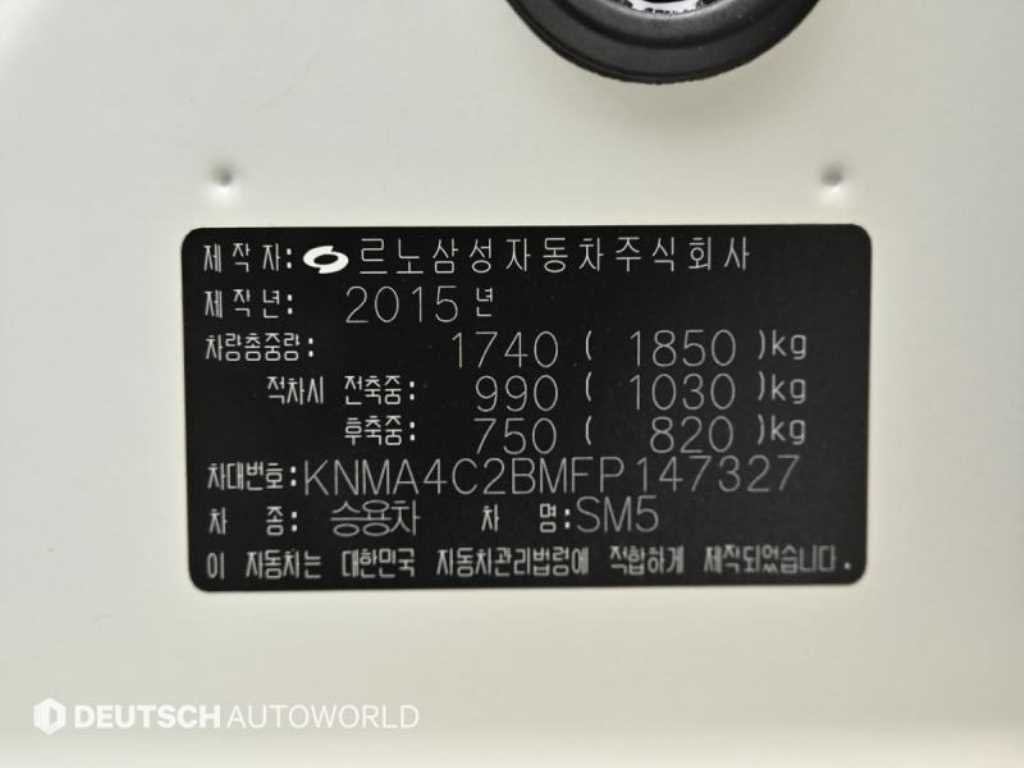 제작자: 르노삼성자동차주식회사
제작년: 2015년
차량총중량: 1740 ( 1850 )kg
적차시 전축중: 990 ( 1030 )kg
후축중: 750 ( 820 )kg
차대번호: KNMA4C2BMFP147327
차 종: 승용차 차 명: SM5
이 자동차는 대한민국 자동차관리법령에 적합하게 제작되었습니다.
DEUTSCH AUTOWORLD